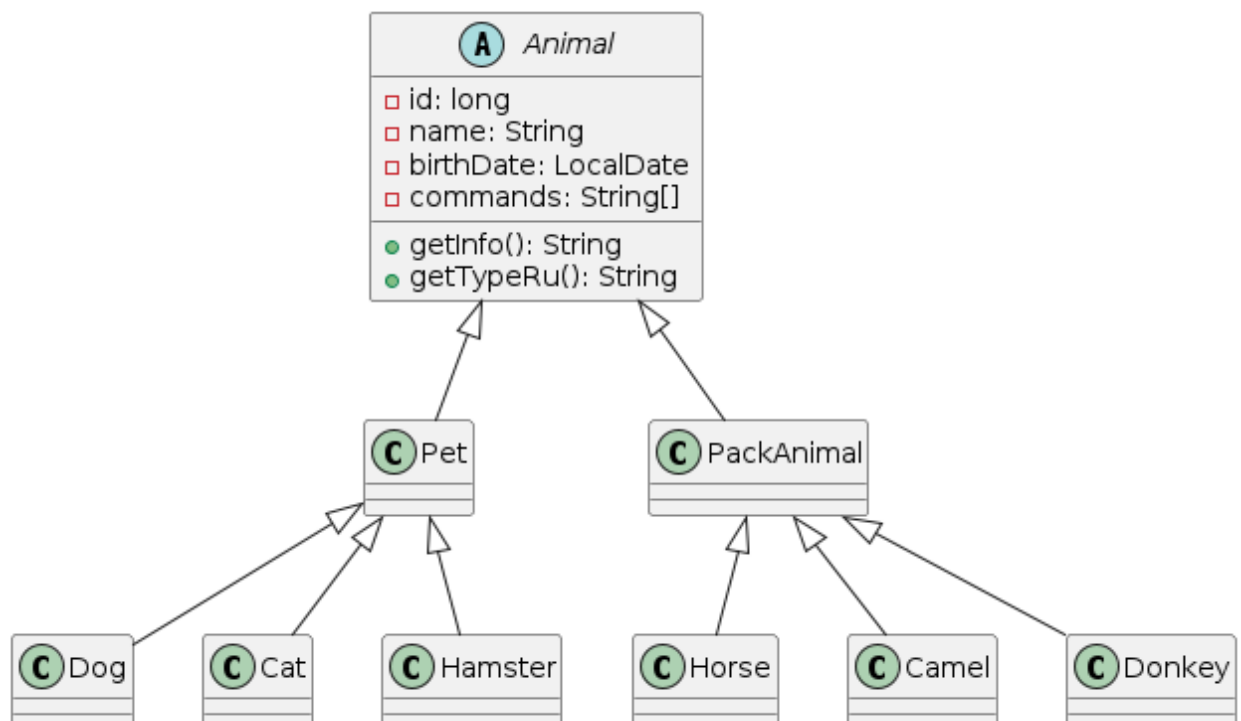 A Animal
id: long
name: String
birthDate: LocalDate
commands: String[]
getInfo(): String
getTypeRu(): String
C Pet
C PackAnimal
C Dog
C Cat
C Hamster
C Horse
C Camel
C Donkey